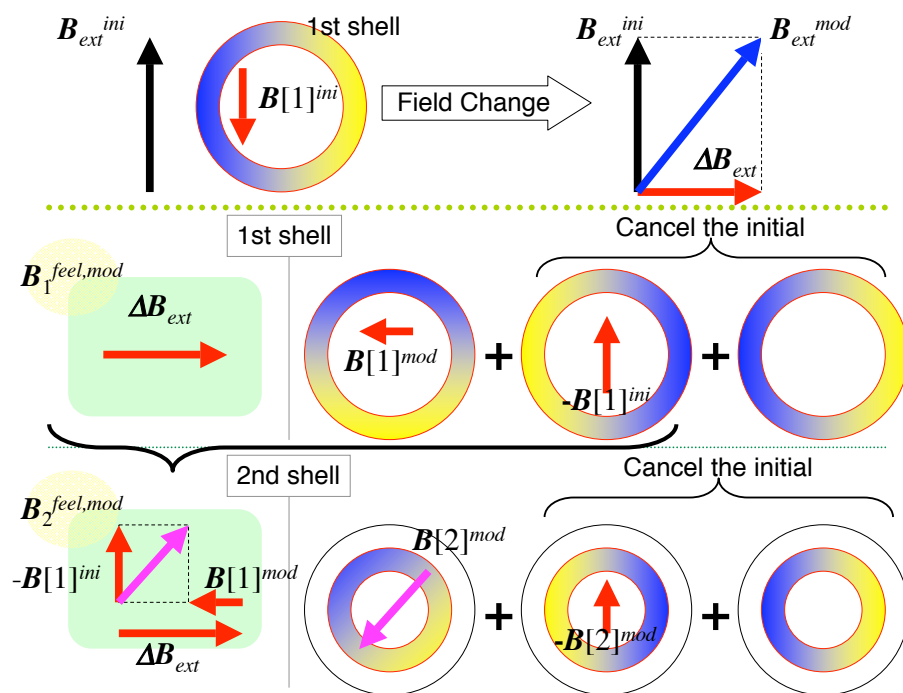 1st shell
B_ext^ini
B[1]^ini
Field Change
B_ext^ini
B_ext^mod
ΔB_ext
1st shell
Cancel the initial
B_1^feel,mod
ΔB_ext
B[1]^mod
+
-B[1]^ini
+
2nd shell
Cancel the initial
B_2^feel,mod
-B[1]^ini
B[1]^mod
ΔB_ext
B[2]^mod
+
-B[2]^mod
+